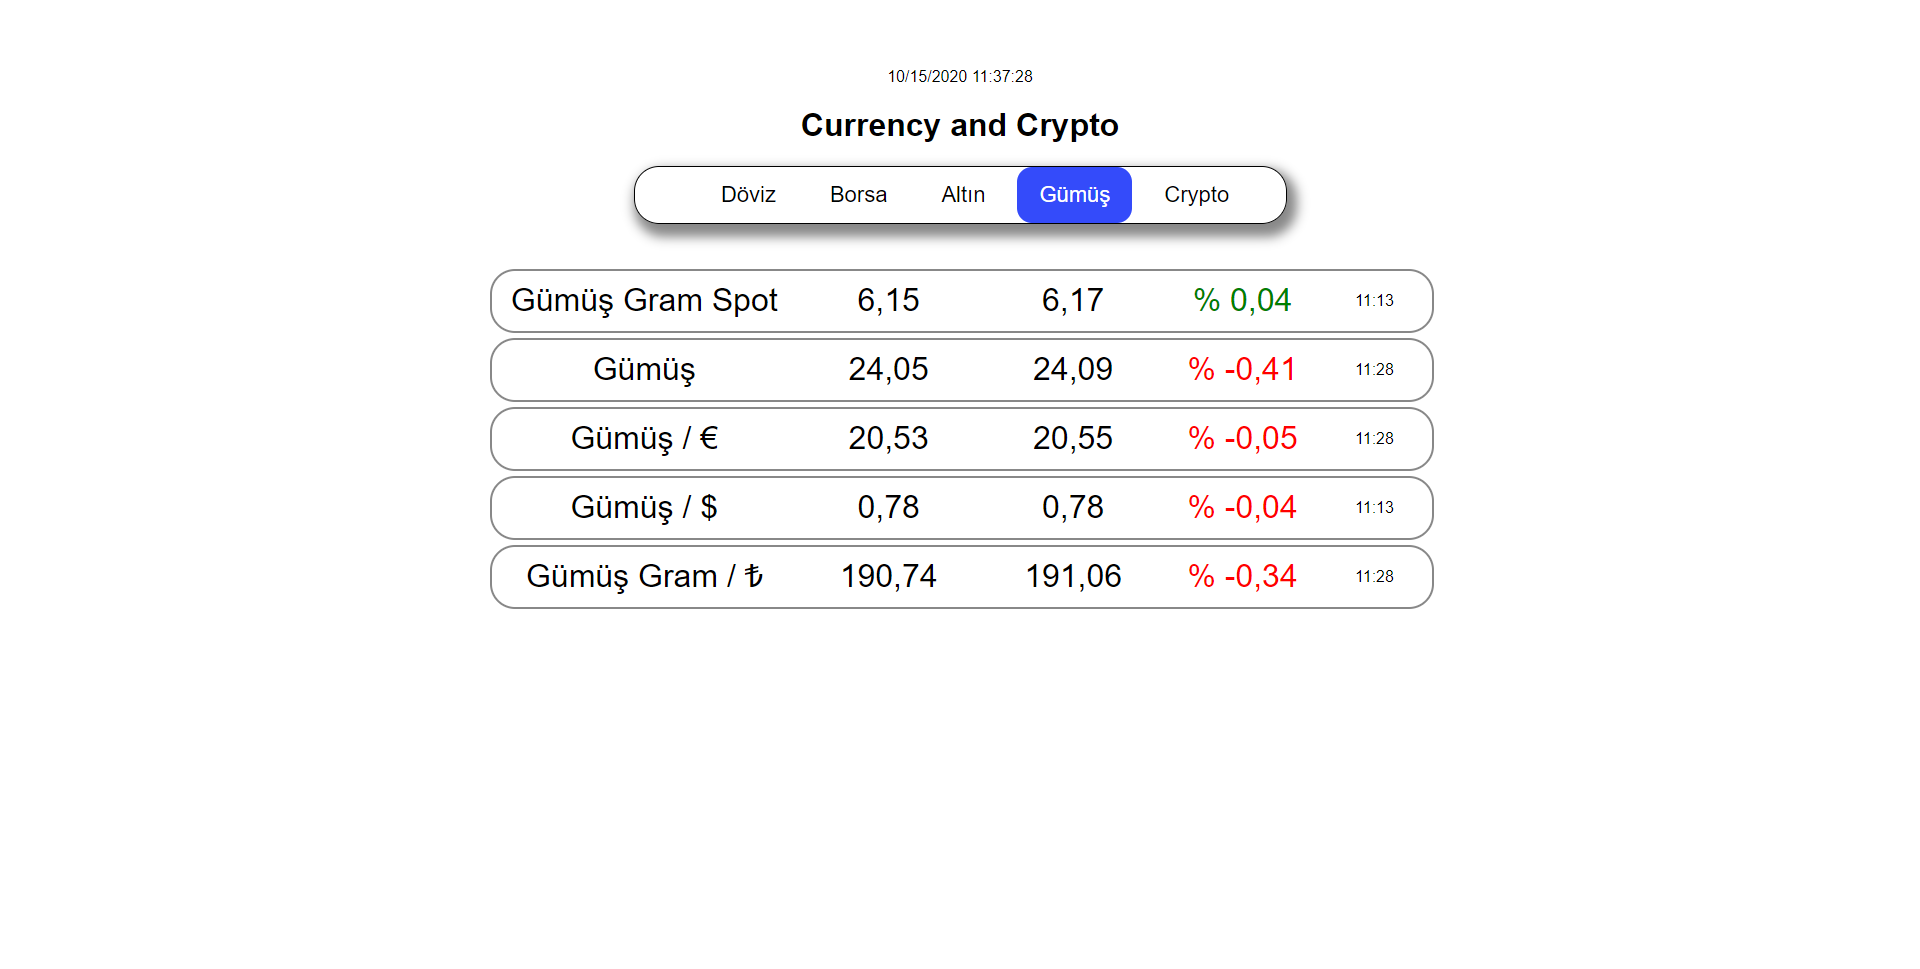 10/15/2020 11:37:28
Currency and Crypto
Döviz Borsa Altın Gümüş Crypto
Gümüş Gram Spot 6,15 6,17 % 0,04 11:13
Gümüş 24,05 24,09 % -0,41 11:28
Gümüş / € 20,53 20,55 % -0,05 11:28
Gümüş / $ 0,78 0,78 % -0,04 11:13
Gümüş Gram / ₺ 190,74 191,06 % -0,34 11:28